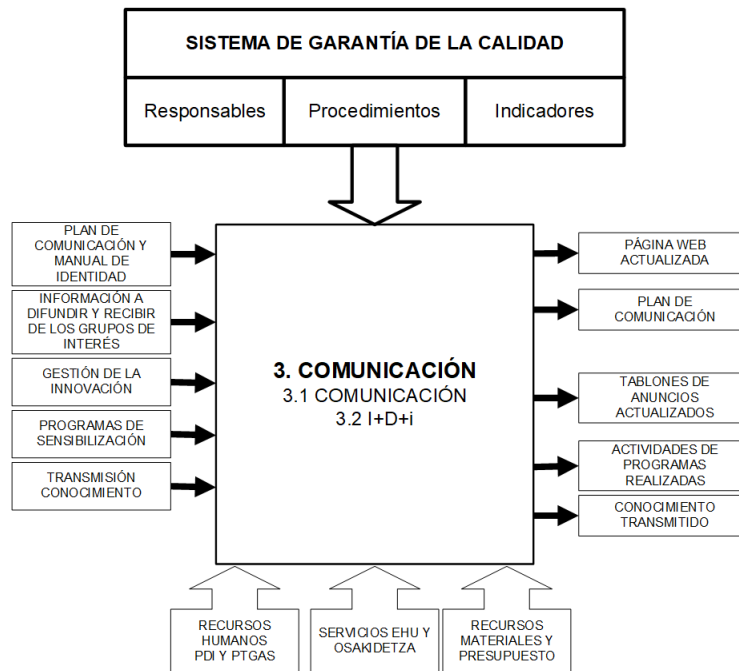 SISTEMA DE GARANTÍA DE LA CALIDAD
Responsables
Procedimientos
Indicadores
PLAN DE
COMUNICACIÓN Y
MANUAL DE
IDENTIDAD
INFORMACIÓN A
DIFUNDIR Y RECIBIR
DE LOS GRUPOS DE
INTERÉS
GESTIÓN DE LA
INNOVACIÓN
PROGRAMAS DE
SENSIBILIZACIÓN
TRANSMISIÓN
CONOCIMIENTO
3. COMUNICACIÓN
3.1 COMUNICACIÓN
3.2 I+D+i
PÁGINA WEB
ACTUALIZADA
PLAN DE
COMUNICACIÓN
TABLONES DE
ANUNCIOS
ACTUALIZADOS
ACTIVIDADES DE
PROGRAMAS
REALIZADAS
CONOCIMIENTO
TRANSMITIDO
RECURSOS
HUMANOS
PDI Y PTGAS
SERVICIOS EHU Y
OSAKIDETZA
RECURSOS
MATERIALES Y
PRESUPUESTO